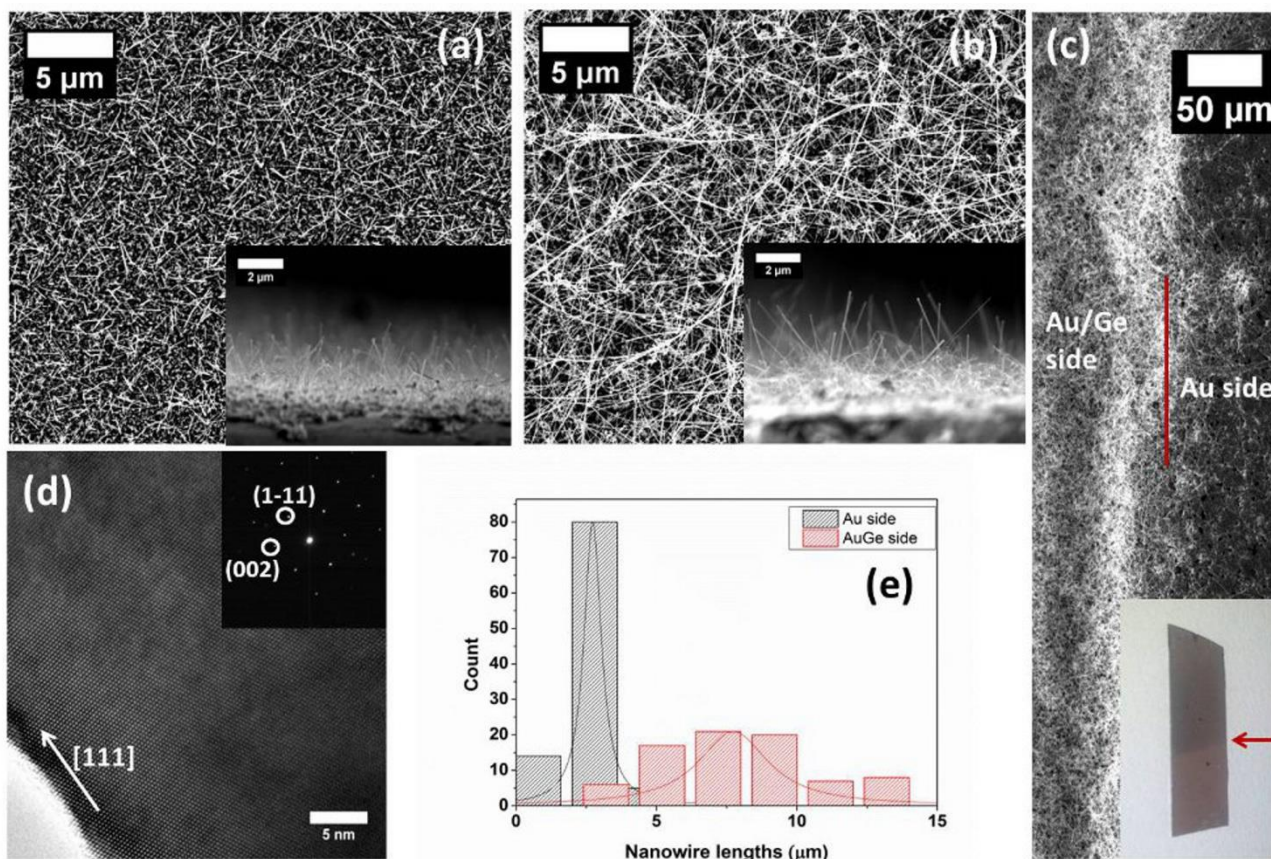 5 µm
(a)
2 µm
5 µm
(b)
2 µm
(c)
50 µm
Au/Ge
side
Au side
(d)
(1-11)
(002)
[111]
5 nm
Au side
AuGe side
(e)
80
70
60
50
40
30
20
10
0
Count
0 5 10 15
Nanowire lengths (µm)